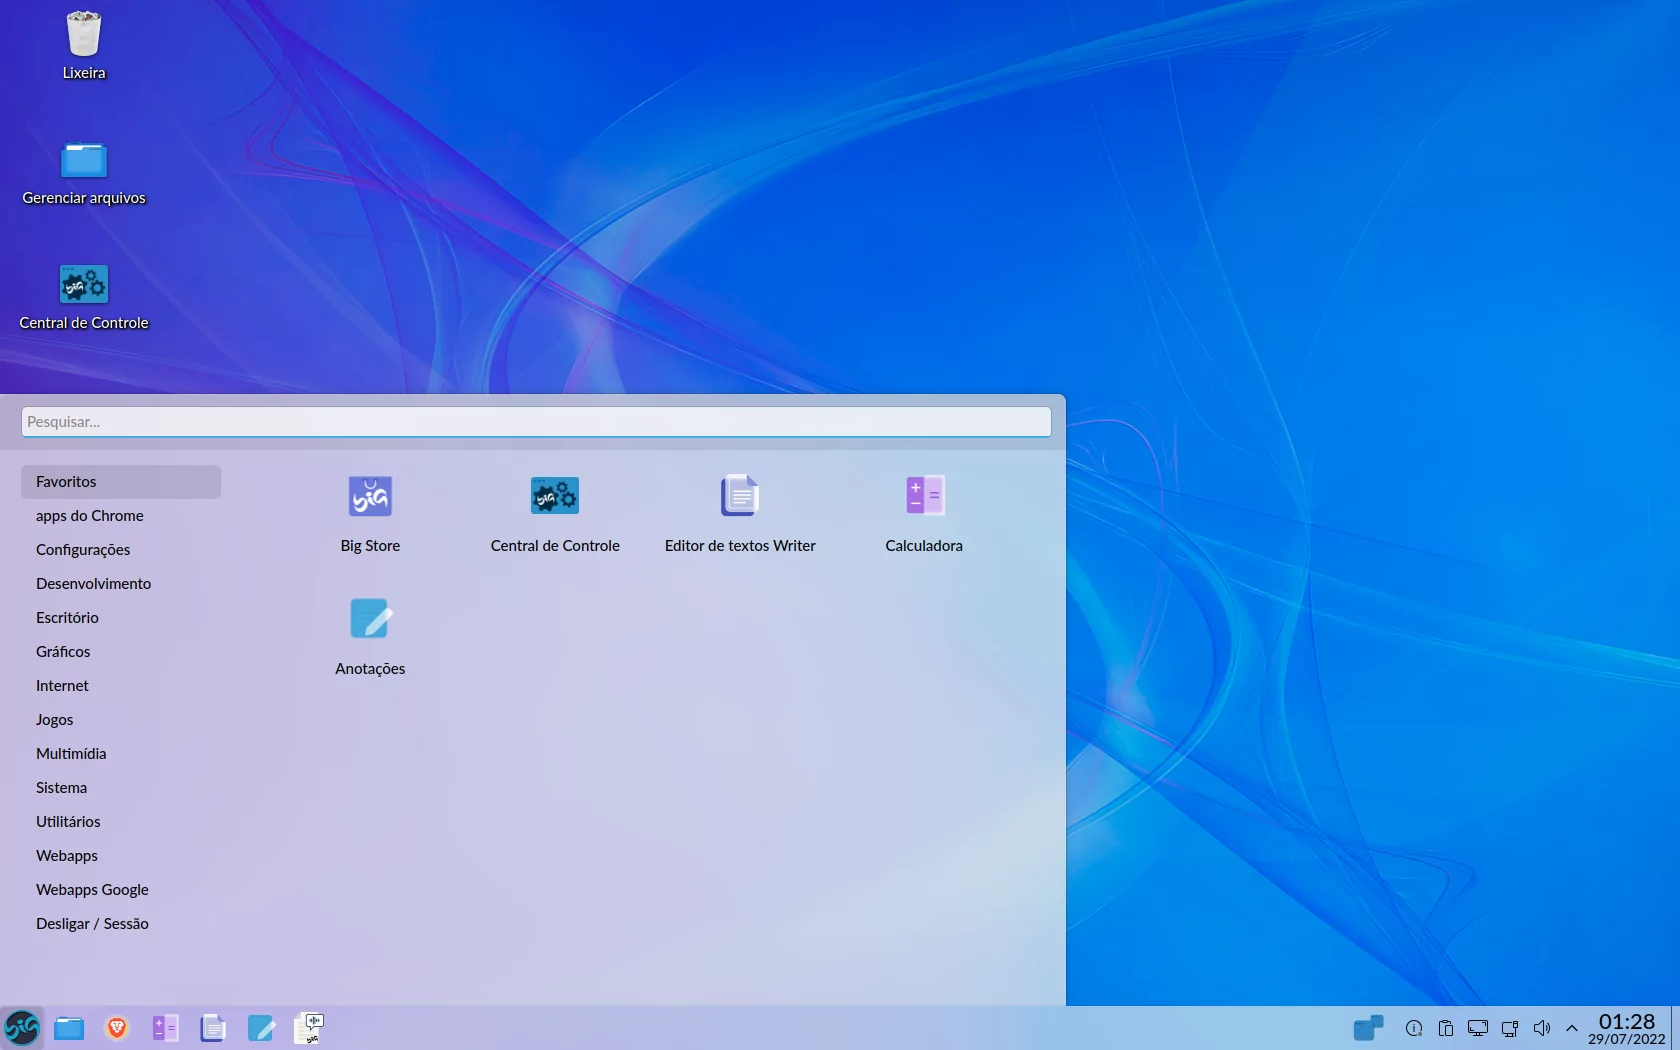 Lixeira
Gerenciar arquivos
Central de Controle
Pesquisar...
Favoritos
apps do Chrome
Configurações
Desenvolvimento
Escritório
Gráficos
Internet
Jogos
Multimídia
Sistema
Utilitários
Webapps
Webapps Google
Desligar / Sessão
Big Store
Central de Controle
Editor de textos Writer
Calculadora
Anotações
01:28
29/07/2022